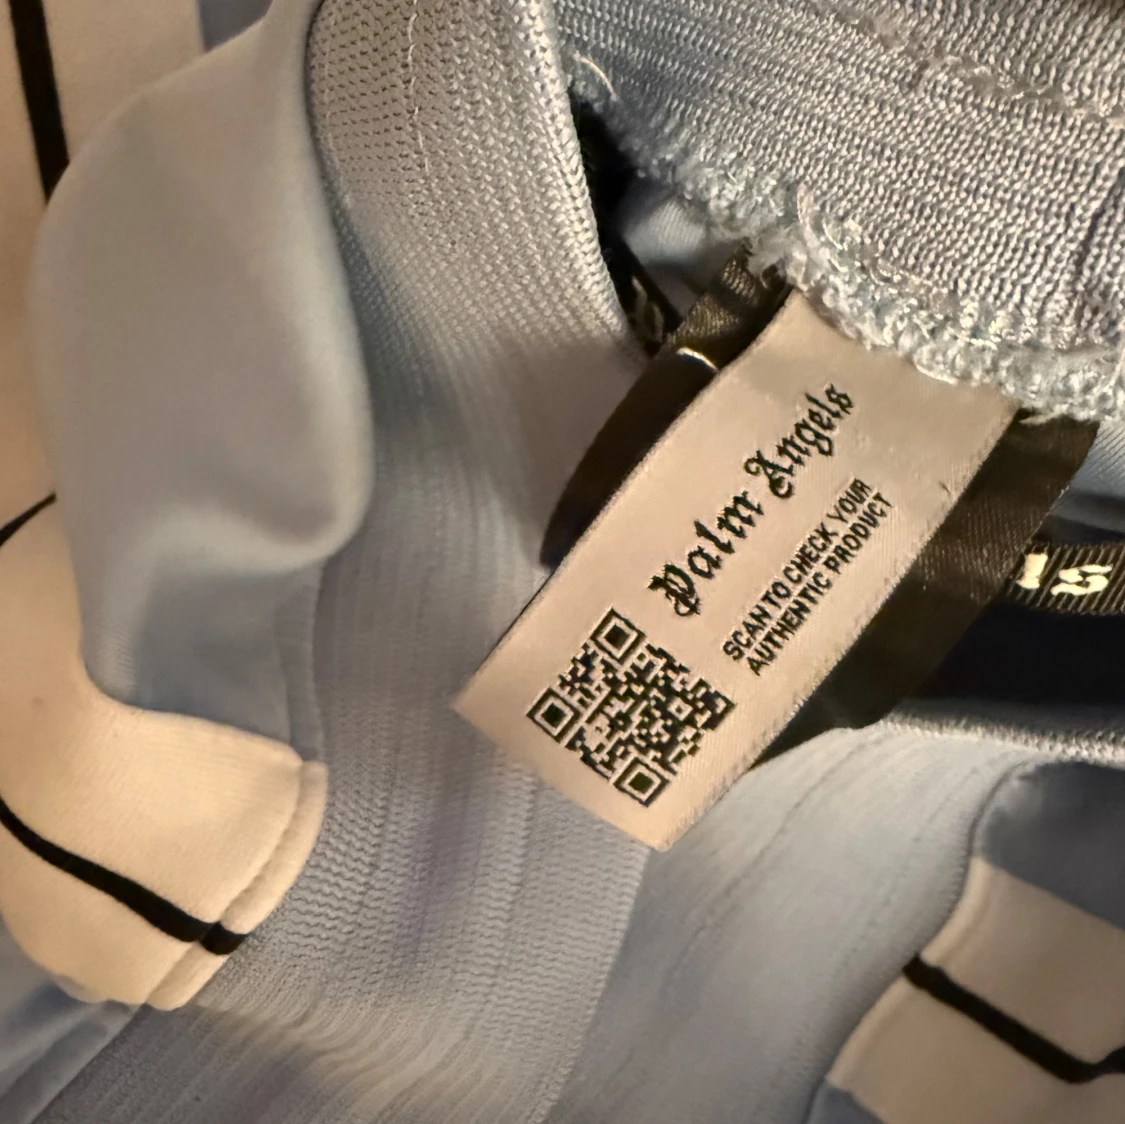 Palm Angels
SCAN TO CHECK YOUR
AUTHENTIC PRODUCT